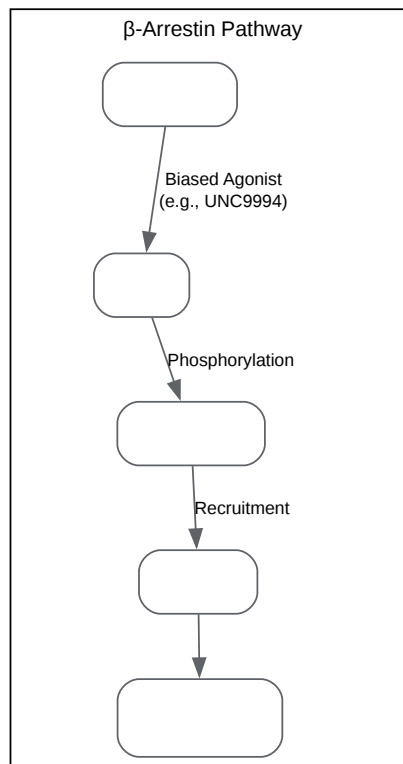 β-Arrestin Pathway
Biased Agonist
(e.g., UNC9994)
Phosphorylation
Recruitment